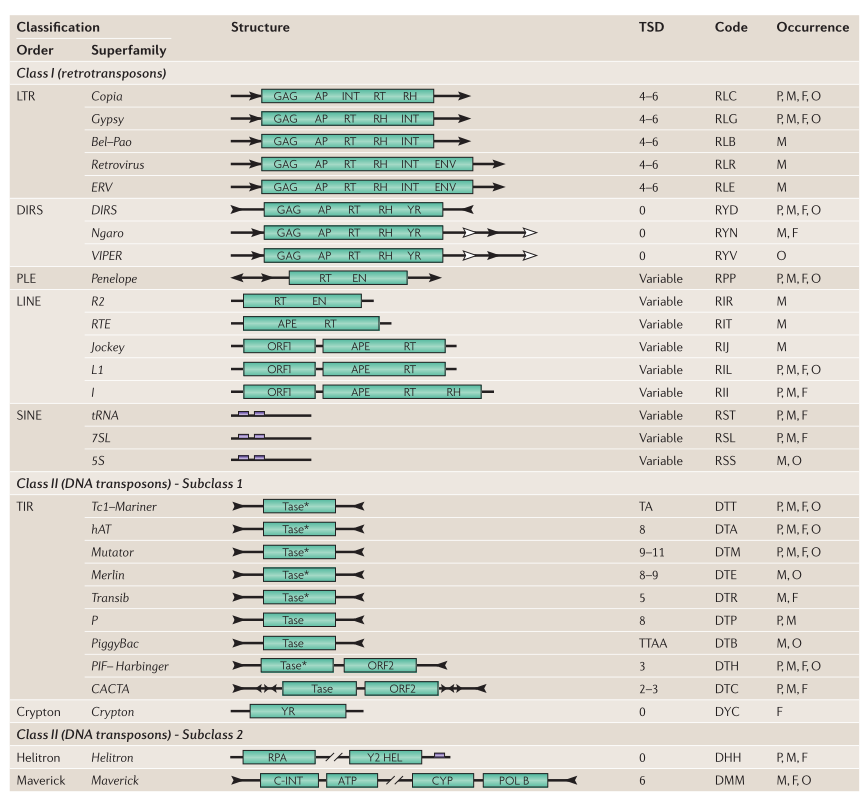 Classification Structure TSD Code Occurrence
Order Superfamily
Class I (retrotransposons)
LTR Copia GAG AP INT RT RH 4–6 RLC P, M, F, O
Gypsy GAG AP RT RH INT 4–6 RLG P, M, F, O
Bel–Pao GAG AP RT RH INT 4–6 RLB M
Retrovirus GAG AP RT RH INT ENV 4–6 RLR M
ERV GAG AP RT RH INT ENV 4–6 RLE M
DIRS DIRS GAG AP RT RH YR 0 RYD P, M, F, O
Ngaro GAG AP RT RH YR 0 RYN M, F
VIPER GAG AP RT RH YR 0 RYV O
PLE Penelope RT EN Variable RPP P, M, F, O
LINE R2 RT EN Variable RIR M
RTE APE RT Variable RIT M
Jockey ORF1 APE RT Variable RIJ M
L1 ORF1 APE RT Variable RIL P, M, F, O
I ORF1 APE RT RH Variable RII P, M, F
SINE tRNA Variable RST P, M, F
7SL Variable RSL P, M, F
5S Variable RSS M, O
Class II (DNA transposons) - Subclass 1
TIR Tc1–Mariner Tase* TA DTT P, M, F, O
hAT Tase* 8 DTA P, M, F, O
Mutator Tase* 9–11 DTM P, M, F, O
Merlin Tase* 8–9 DTE M, O
Transib Tase* 5 DTR M, F
P Tase 8 DTP P, M
PiggyBac Tase TTAA DTB M, O
PIF– Harbinger Tase* ORF2 3 DTH P, M, F, O
CACTA Tase ORF2 2–3 DTC P, M, F
Crypton Crypton YR 0 DYC F
Class II (DNA transposons) - Subclass 2
Helitron Helitron RPA Y2 HEL 0 DHH P, M, F
Maverick Maverick C-INT ATP CYP POL B 6 DMM M, F, O